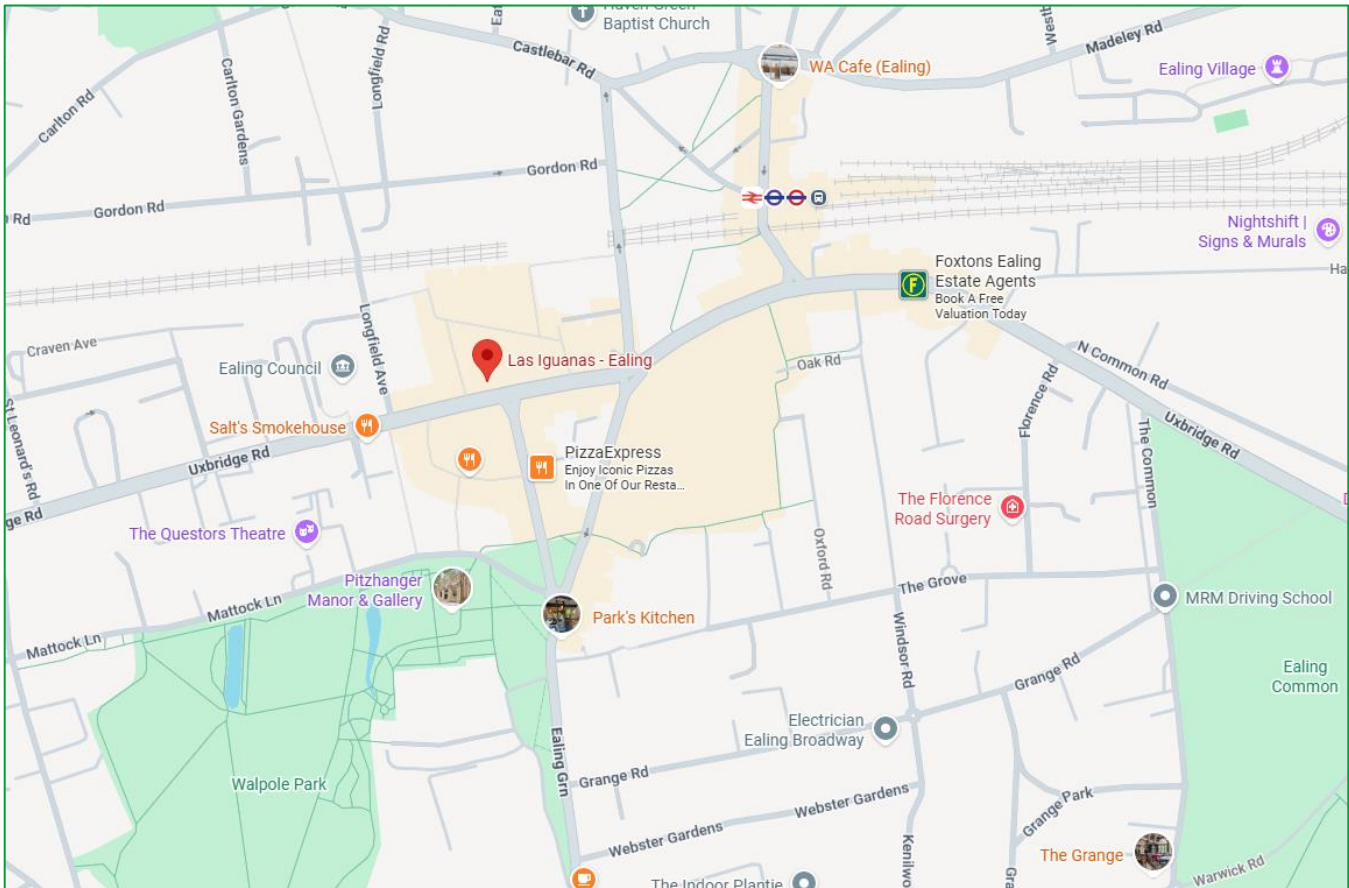 Haven Green
Baptist Church
Castlebar Rd
WA Cafe (Ealing)
Madeley Rd
Ealing Village
Longfield Rd
Carlton Rd
Carlton Gardens
Gordon Rd
Gordon Rd
Rd
Nightshift |
Signs & Murals
Foxtons Ealing
Estate Agents
Book A Free
Valuation Today
Ha
Longfield Ave
Craven Ave
Ealing Council
Las Iguanas - Ealing
Oak Rd
N Common Rd
Florence Rd
St Leonard's Rd
Salt's Smokehouse
Uxbridge Rd
Uxbridge Rd
The Common
PizzaExpress
Enjoy Iconic Pizzas
In One Of Our Resta...
ge Rd
The Florence
Road Surgery
The Questors Theatre
Oxford Rd
Pitzhanger
Manor & Gallery
The Grove
MRM Driving School
Mattock Ln
Mattock Ln
Park's Kitchen
Windsor Rd
Grange Rd
Ealing
Common
Electrician
Ealing Broadway
Ealing Grn
Walpole Park
Grange Rd
Webster Gardens
Grange Park
Webster Gardens
Kenilwo
Gra
The Grange
Warwick Rd
The Indoor Plantie